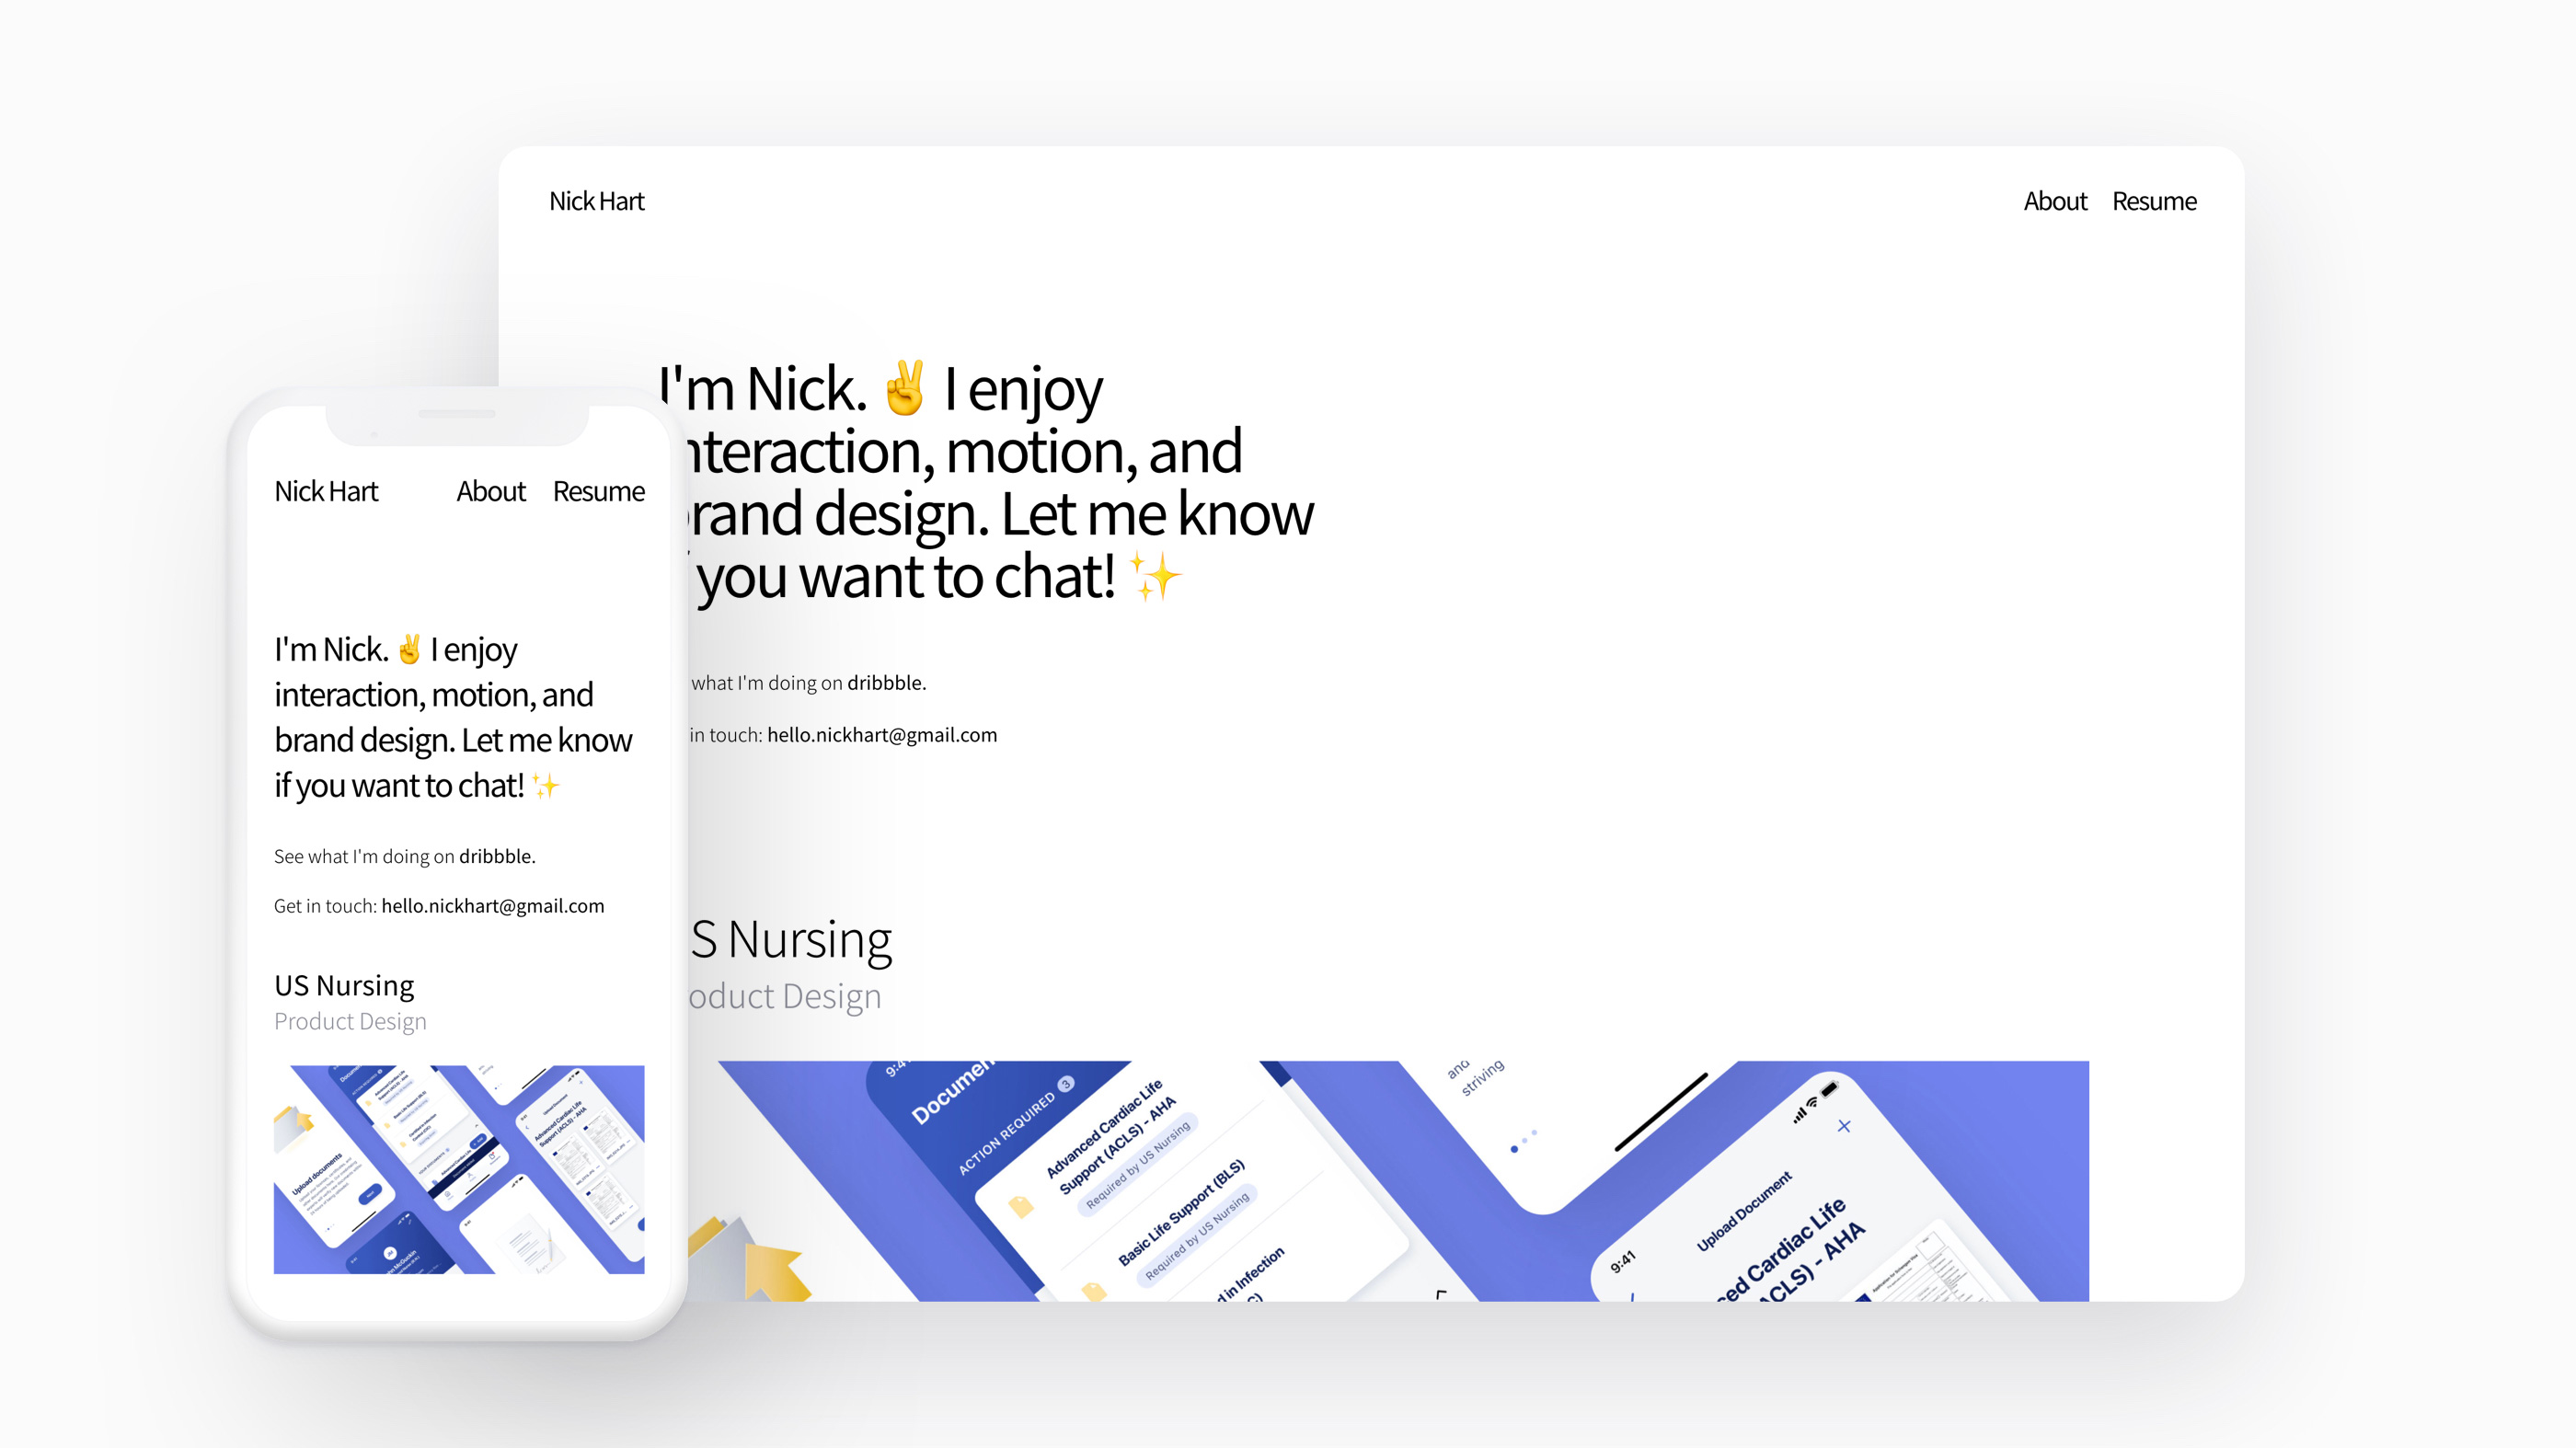 Nick Hart
About Resume
I'm Nick. ✌️ I enjoy
interaction, motion, and
brand design. Let me know
if you want to chat! ✨
See what I'm doing on dribbble.
Get in touch: hello.nickhart@gmail.com
US Nursing
Product Design
Upload documents
Nick Hart
About Resume
I'm Nick. ✌️ I enjoy
nteraction, motion, and
rand design. Let me know
you want to chat! ✨
what I'm doing on dribbble.
in touch: hello.nickhart@gmail.com
S Nursing
oduct Design
9:4
Documen
ACTION REQUIRED 3
Advanced Cardiac Life
Support (ACLS) - AHA
Required by US Nursing
Basic Life Support (BLS)
Required by US Nursing
d in Infection
and
striving
9:41
Upload Document
ced Cardiac Life
ACLS) - AHA